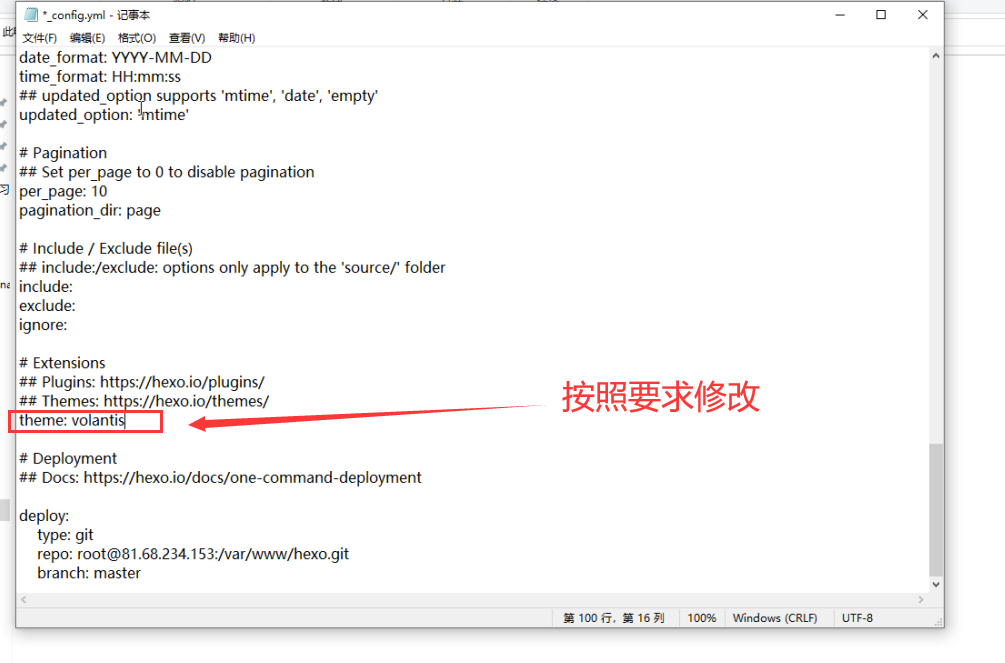 *_config.yml - 记事本
文件(F) 编辑(E) 格式(O) 查看(V) 帮助(H)
date_format: YYYY-MM-DD
time_format: HH:mm:ss
## updated_option supports 'mtime', 'date', 'empty'
updated_option: 'mtime'
# Pagination
## Set per_page to 0 to disable pagination
per_page: 10
pagination_dir: page
# Include / Exclude file(s)
## include:/exclude: options only apply to the 'source/' folder
include:
exclude:
ignore:
# Extensions
## Plugins: https://hexo.io/plugins/
## Themes: https://hexo.io/themes/
theme: volantis
按照要求修改
# Deployment
## Docs: https://hexo.io/docs/one-command-deployment
deploy:
type: git
repo: root@81.68.234.153:/var/www/hexo.git
branch: master
第 100 行，第 16 列 100% Windows (CRLF) UTF-8